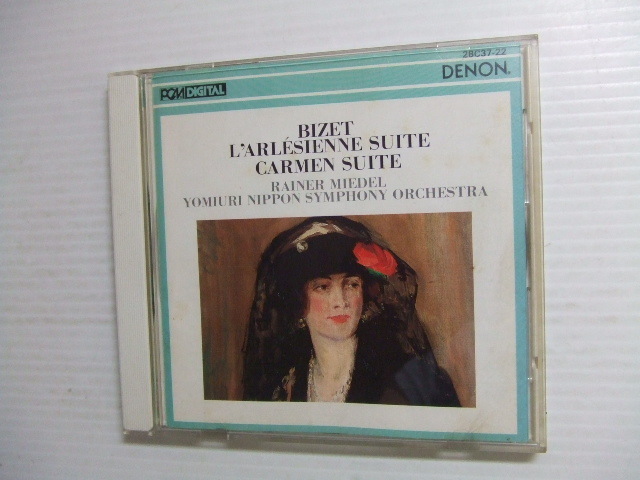 28C37-22
PCM DIGITAL
DENON.
BIZET
L'ARLÉSIENNE SUITE
CARMEN SUITE
RAINER MIEDEL
YOMIURI NIPPON SYMPHONY ORCHESTRA